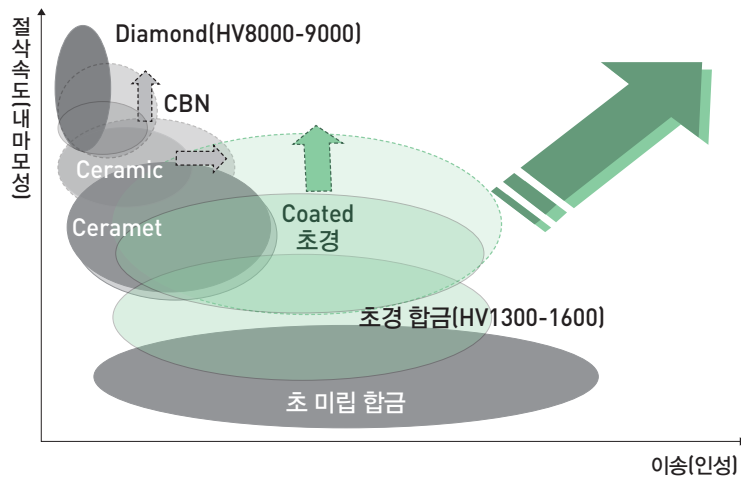 절삭속도(내마모성)
Diamond(HV8000-9000)
CBN
Ceramic
Ceramet
Coated
초경
초경 합금(HV1300-1600)
초 미립 합금
이송(인성)